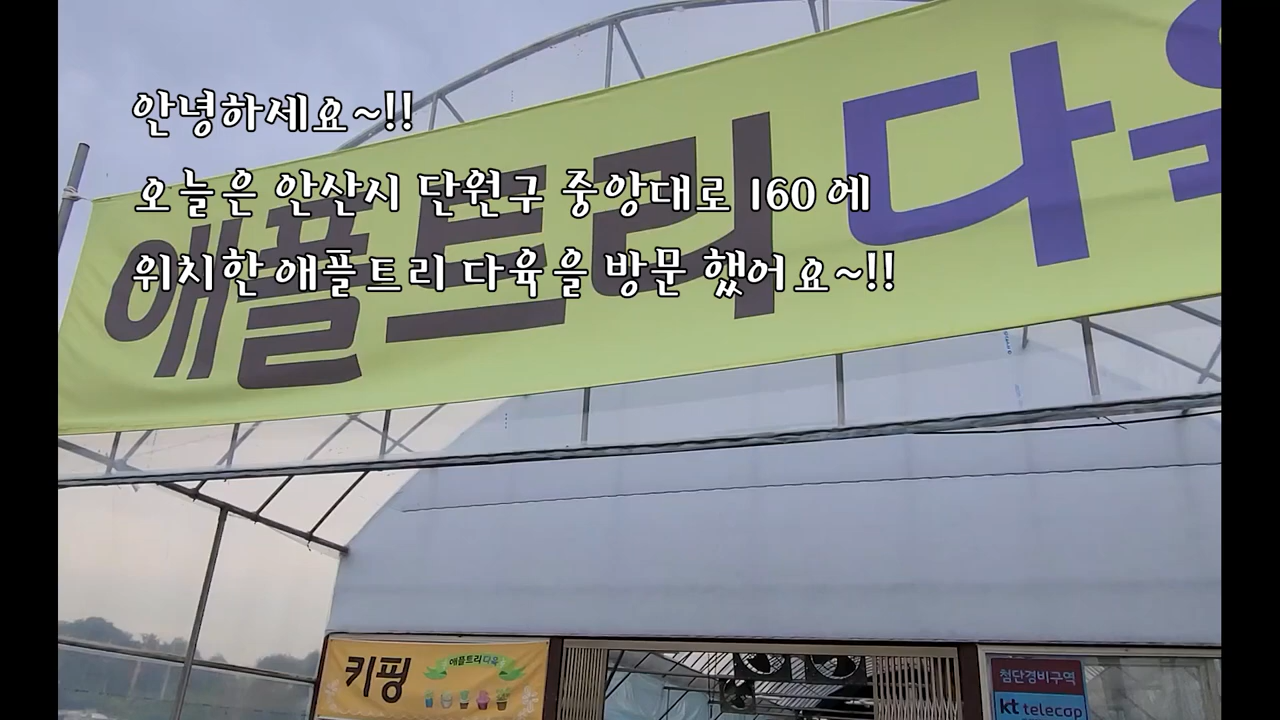 안녕하세요~!!
오늘은 안산시 단원구 중앙대로 160 에
위치한 애플트리 다육을 방문 했어요~!!
애플트리 다육
키핑
애플트리다육
첨단경비구역
kt telecop